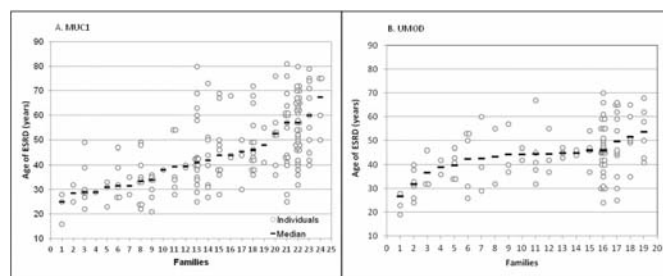 A. MUC1
Age of ESRD (years)
90
80
70
60
50
40
30
20
10
0 1 2 3 4 5 6 7 8 9 10 11 12 13 14 15 16 17 18 19 20 21 22 23 24 25
Families
Individuals
Median
B. UMOD
Age of ESRD (years)
90
80
70
60
50
40
30
20
10
0 1 2 3 4 5 6 7 8 9 10 11 12 13 14 15 16 17 18 19 20
Families